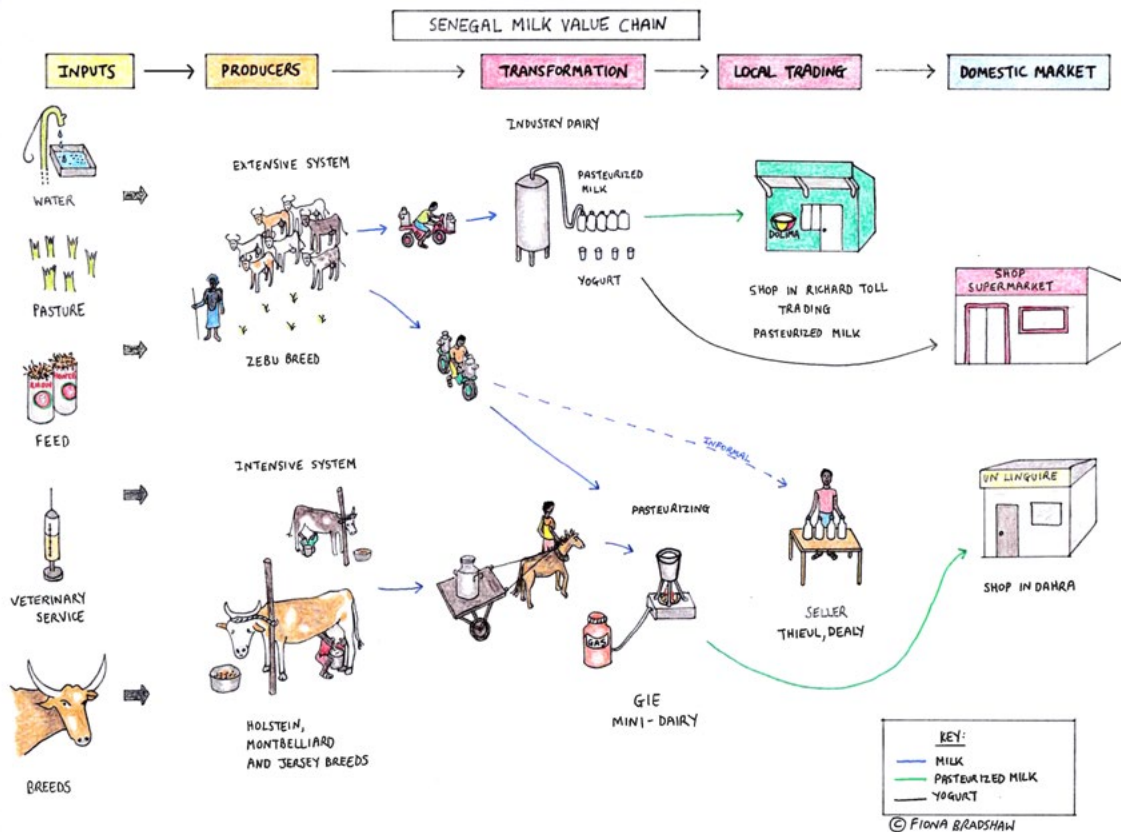 SENEGAL MILK VALUE CHAIN
INPUTS
PRODUCERS
TRANSFORMATION
LOCAL TRADING
DOMESTIC MARKET
WATER
PASTURE
FEED
VETERINARY
SERVICE
BREEDS
EXTENSIVE SYSTEM
ZEBU BREED
INTENSIVE SYSTEM
HOLSTEIN,
MONTBELLIARD
AND JERSEY BREEDS
INDUSTRY DAIRY
PASTEURIZED
MILK
YOGURT
PASTEURIZING
GAS
GIE
MINI-DAIRY
DOLIMA
SHOP IN RICHARD TOLL
TRADING
PASTEURIZED MILK
INFORMAL
SELLER
THIEUL, DEALY
SHOP
SUPERMARKET
UN LINGUIRE
SHOP IN DAHRA
KEY:
MILK
PASTEURIZED MILK
YOGURT
© FIONA BRADSHAW